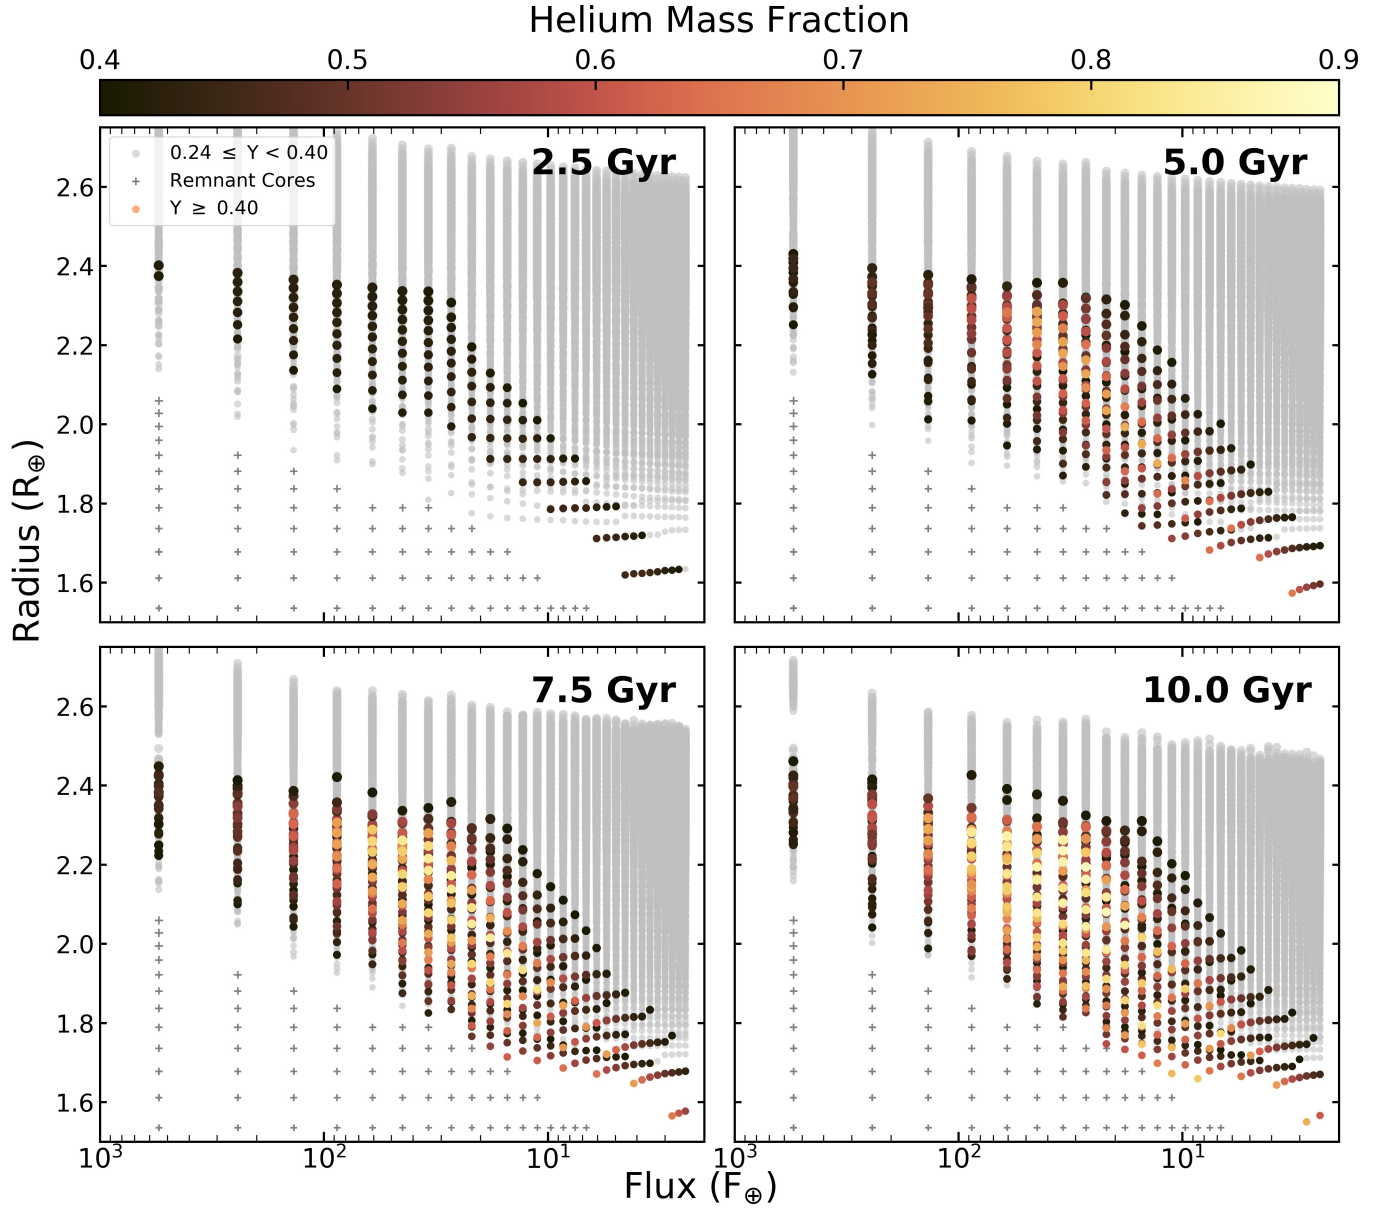 Helium Mass Fraction
0.4 0.5 0.6 0.7 0.8 0.9
0.24 ≤ Y < 0.40
Remnant Cores
Y ≥ 0.40
2.5 Gyr
5.0 Gyr
2.6
2.4
2.2
2.0
1.8
1.6
Radius (R⊕)
7.5 Gyr
10.0 Gyr
2.6
2.4
2.2
2.0
1.8
1.6
10³ 10² 10¹ 10³ 10² 10¹
Flux (F⊕)